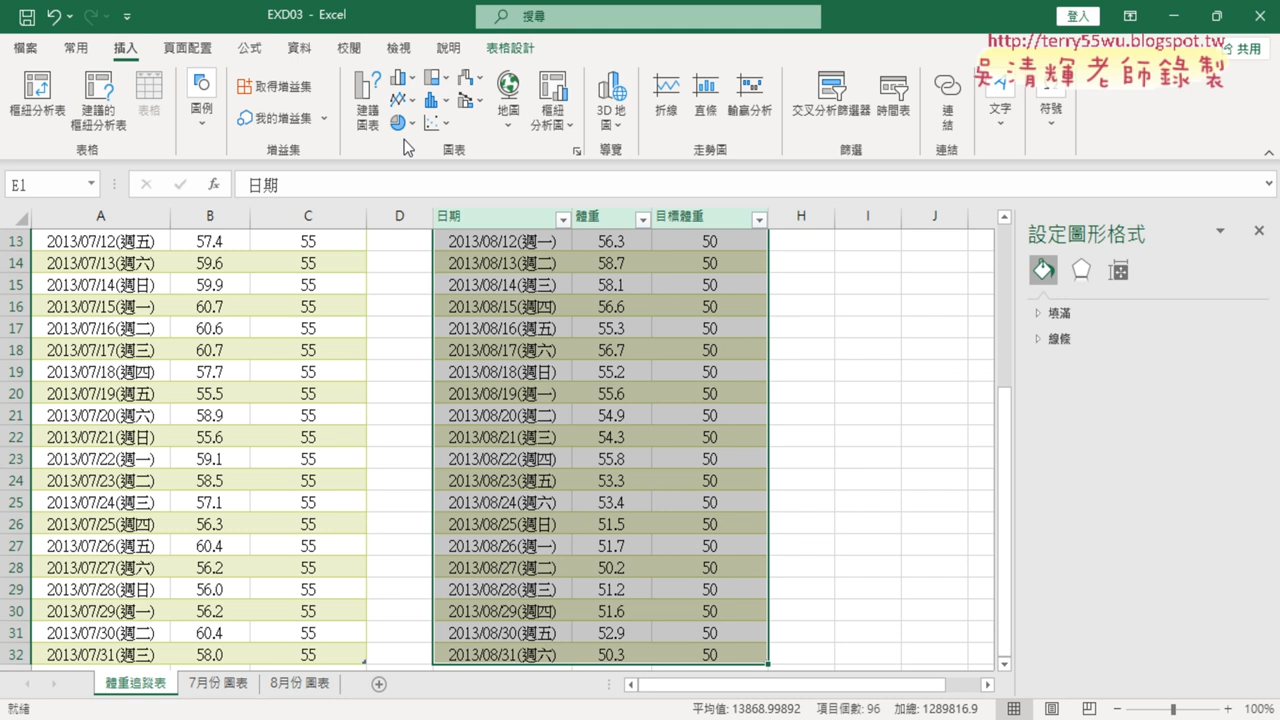 EXD03 - Excel
搜尋
登入
http://terry55wu.blogspot.tw
吳清輝老師錄製
檔案 常用 插入 頁面配置 公式 資料 校閱 檢視 說明 表格設計 共用
樞紐分析表 建議的樞紐分析表 表格 圖例 取得增益集 我的增益集 建議圖表 地圖 樞紐分析圖 3D 地圖 折線 直條 輸贏分析 交叉分析篩選器 時間表 連結 文字 符號
表格 增益集 圖表 導覽 走勢圖 篩選 連結
E1 fx 日期
A B C D 日期 體重 目標體重 H I J
13 2013/07/12(週五) 57.4 55 2013/08/12(週一) 56.3 50
14 2013/07/13(週六) 59.6 55 2013/08/13(週二) 58.7 50
15 2013/07/14(週日) 59.9 55 2013/08/14(週三) 58.1 50
16 2013/07/15(週一) 60.7 55 2013/08/15(週四) 56.6 50
17 2013/07/16(週二) 60.6 55 2013/08/16(週五) 55.3 50
18 2013/07/17(週三) 60.7 55 2013/08/17(週六) 56.7 50
19 2013/07/18(週四) 57.7 55 2013/08/18(週日) 55.2 50
20 2013/07/19(週五) 55.5 55 2013/08/19(週一) 55.6 50
21 2013/07/20(週六) 58.9 55 2013/08/20(週二) 54.9 50
22 2013/07/21(週日) 55.6 55 2013/08/21(週三) 54.3 50
23 2013/07/22(週一) 59.1 55 2013/08/22(週四) 55.8 50
24 2013/07/23(週二) 58.5 55 2013/08/23(週五) 53.3 50
25 2013/07/24(週三) 57.1 55 2013/08/24(週六) 53.4 50
26 2013/07/25(週四) 56.3 55 2013/08/25(週日) 51.5 50
27 2013/07/26(週五) 60.4 55 2013/08/26(週一) 51.7 50
28 2013/07/27(週六) 56.2 55 2013/08/27(週二) 50.2 50
29 2013/07/28(週日) 56.0 55 2013/08/28(週三) 51.2 50
30 2013/07/29(週一) 56.2 55 2013/08/29(週四) 51.6 50
31 2013/07/30(週二) 60.4 55 2013/08/30(週五) 52.9 50
32 2013/07/31(週三) 58.0 55 2013/08/31(週六) 50.3 50
設定圖形格式
填滿
線條
體重追蹤表 7月份 圖表 8月份 圖表
就緒 平均值: 13868.99892 項目個數: 96 加總: 1289816.9 100%